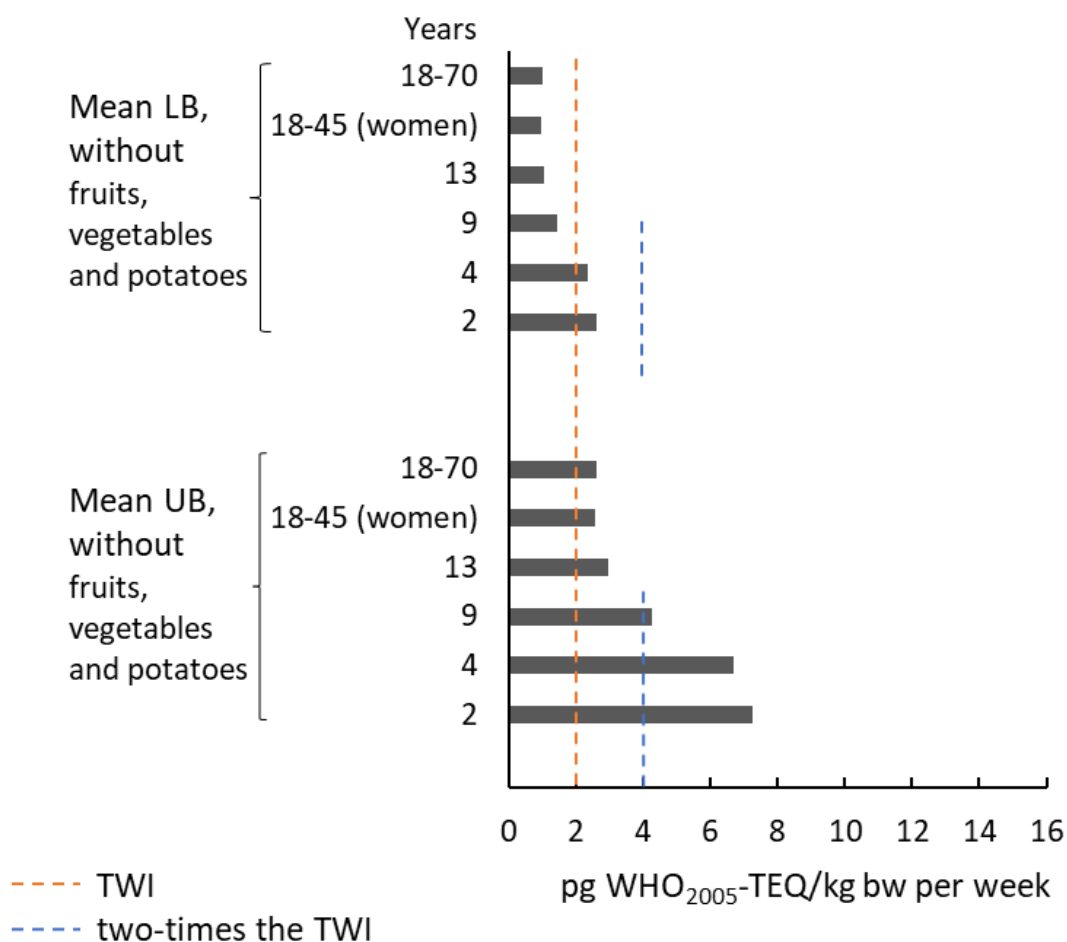 Years
Mean LB,
without
fruits,
vegetables
and potatoes
18-70
18-45 (women)
13
9
4
2
Mean UB,
without
fruits,
vegetables
and potatoes
18-70
18-45 (women)
13
9
4
2
0 2 4 6 8 10 12 14 16
pg WHO2005-TEQ/kg bw per week
TWI
two-times the TWI